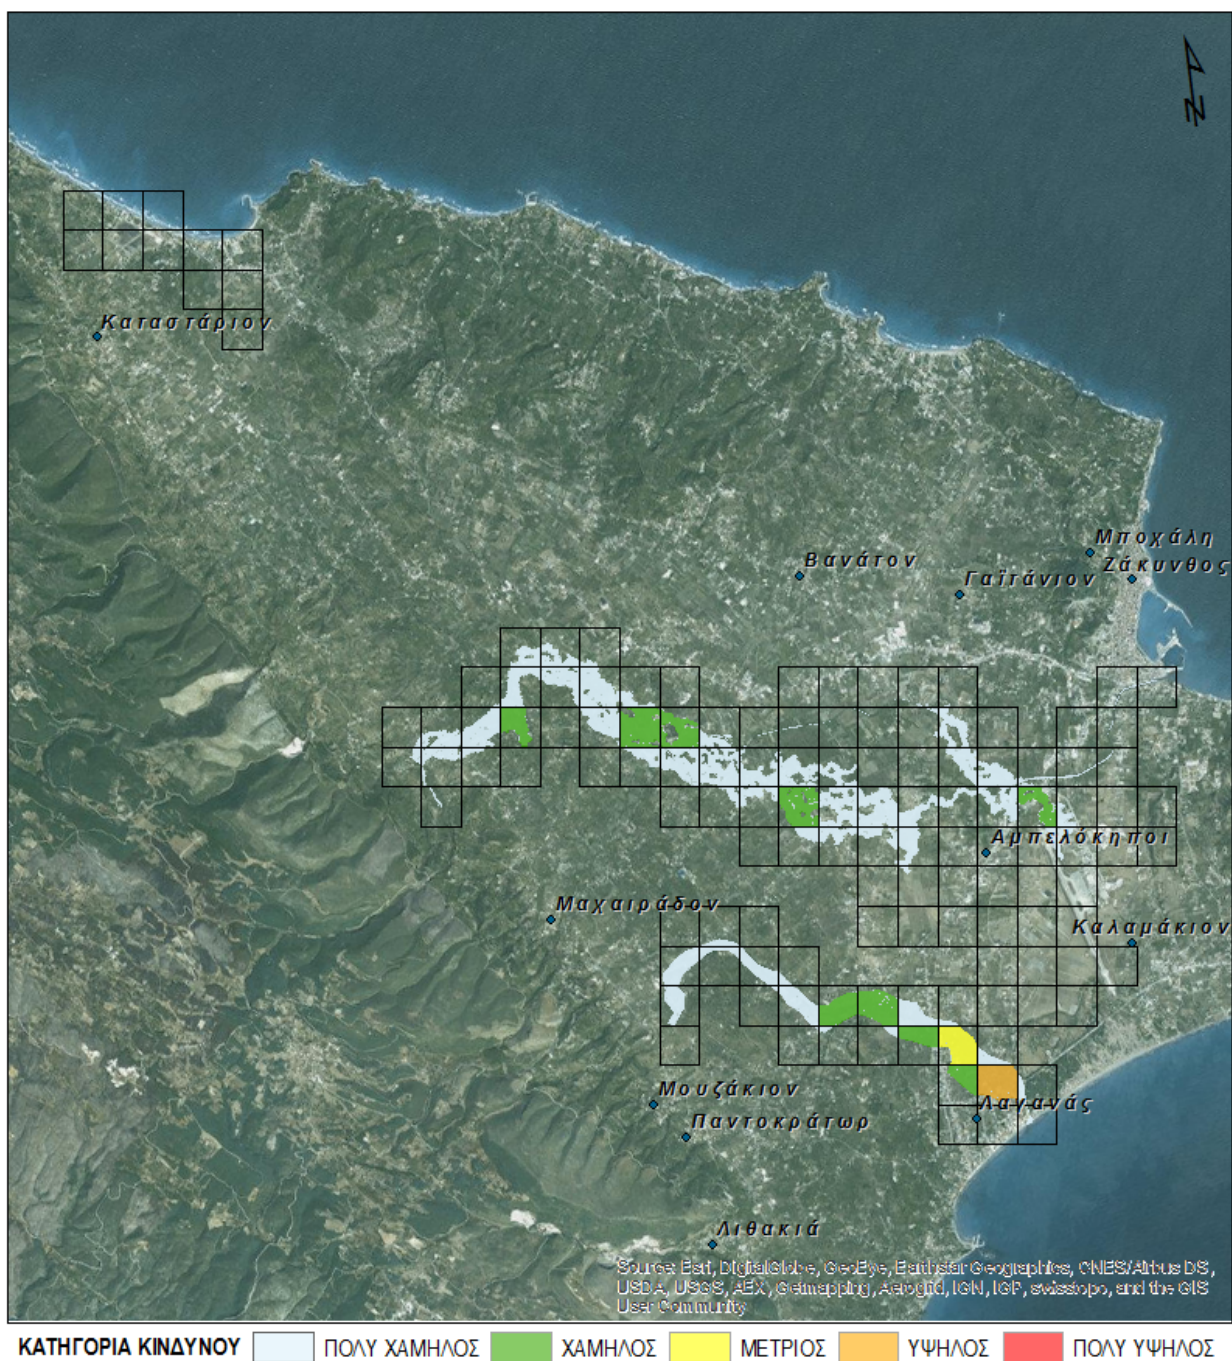 N
Καταστάριον
Μποχάλη
Βανάτον
Ζάκυνθος
Γαϊτάνιον
Αμπελόκηποι
Μαχαιράδον
Καλαμάκιον
Μουζάκιον
Λαγανάς
Παντοκράτωρ
Λιθακιά
Source: Esri, DigitalGlobe, GeoEye, Earthstar Geographics, CNES/Airbus DS,
USDA, USGS, AEX, Getmapping, Aerogrid, IGN, IGP, swisstopo, and the GIS
User Community
ΚΑΤΗΓΟΡΙΑ ΚΙΝΔΥΝΟΥ ΠΟΛΥ ΧΑΜΗΛΟΣ ΧΑΜΗΛΟΣ ΜΕΤΡΙΟΣ ΥΨΗΛΟΣ ΠΟΛΥ ΥΨΗΛΟΣ